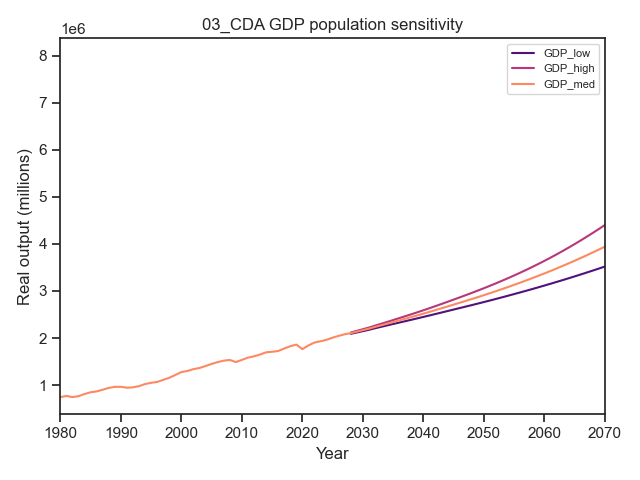 03_CDA GDP population sensitivity
1e6
8
7
6
5
4
3
2
1
Real output (millions)
GDP_low
GDP_high
GDP_med
1980 1990 2000 2010 2020 2030 2040 2050 2060 2070
Year